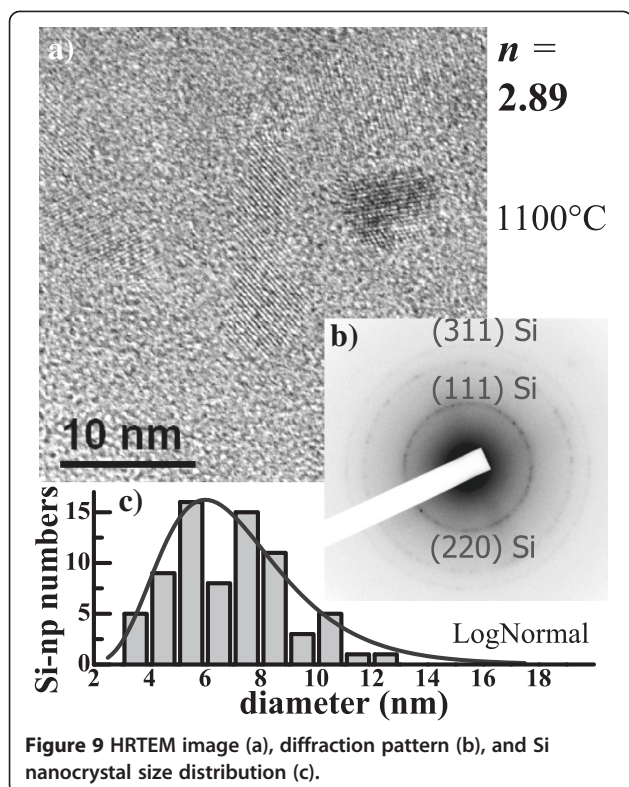 a)
n =
2.89
1100°C
10 nm
b)
(311) Si
(111) Si
(220) Si
c)
Si-np numbers
15
10
5
0
LogNormal
2 4 6 8 10 12 14 16 18
diameter (nm)
Figure 9 HRTEM image (a), diffraction pattern (b), and Si
nanocrystal size distribution (c).